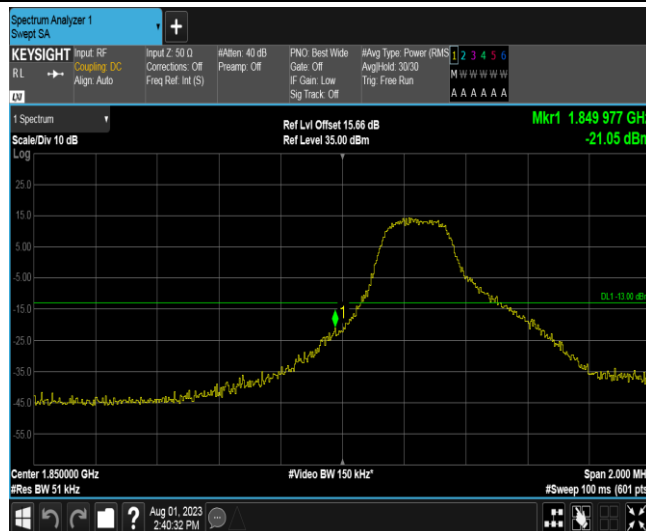 Spectrum Analyzer 1
Swept SA
+
KEYSIGHT Input: RF Input Z: 50 Ω #Atten: 40 dB PNO: Best Wide #Avg Type: Power (RMS 1 2 3 4 5 6
RL Coupling: DC Corrections: Off Preamp: Off Gate: Off Avg|Hold: 30/30 M W W W W W
Align: Auto Freq Ref: Int (S) IF Gain: Low Trig: Free Run
Sig Track: Off A A A A A A
LXI
1 Spectrum Ref Lvl Offset 15.66 dB Mkr1 1.849 977 GHz
Scale/Div 10 dB Ref Level 35.00 dBm -21.05 dBm
Log
25.0
15.0
5.00
-5.00
DL1 -13.00 dBm
-15.0
1
-25.0
-35.0
-45.0
-55.0
Center 1.850000 GHz #Video BW 150 kHz* Span 2.000 MH
#Res BW 51 kHz #Sweep 100 ms (601 pts
? Aug 01, 2023
2:40:32 PM